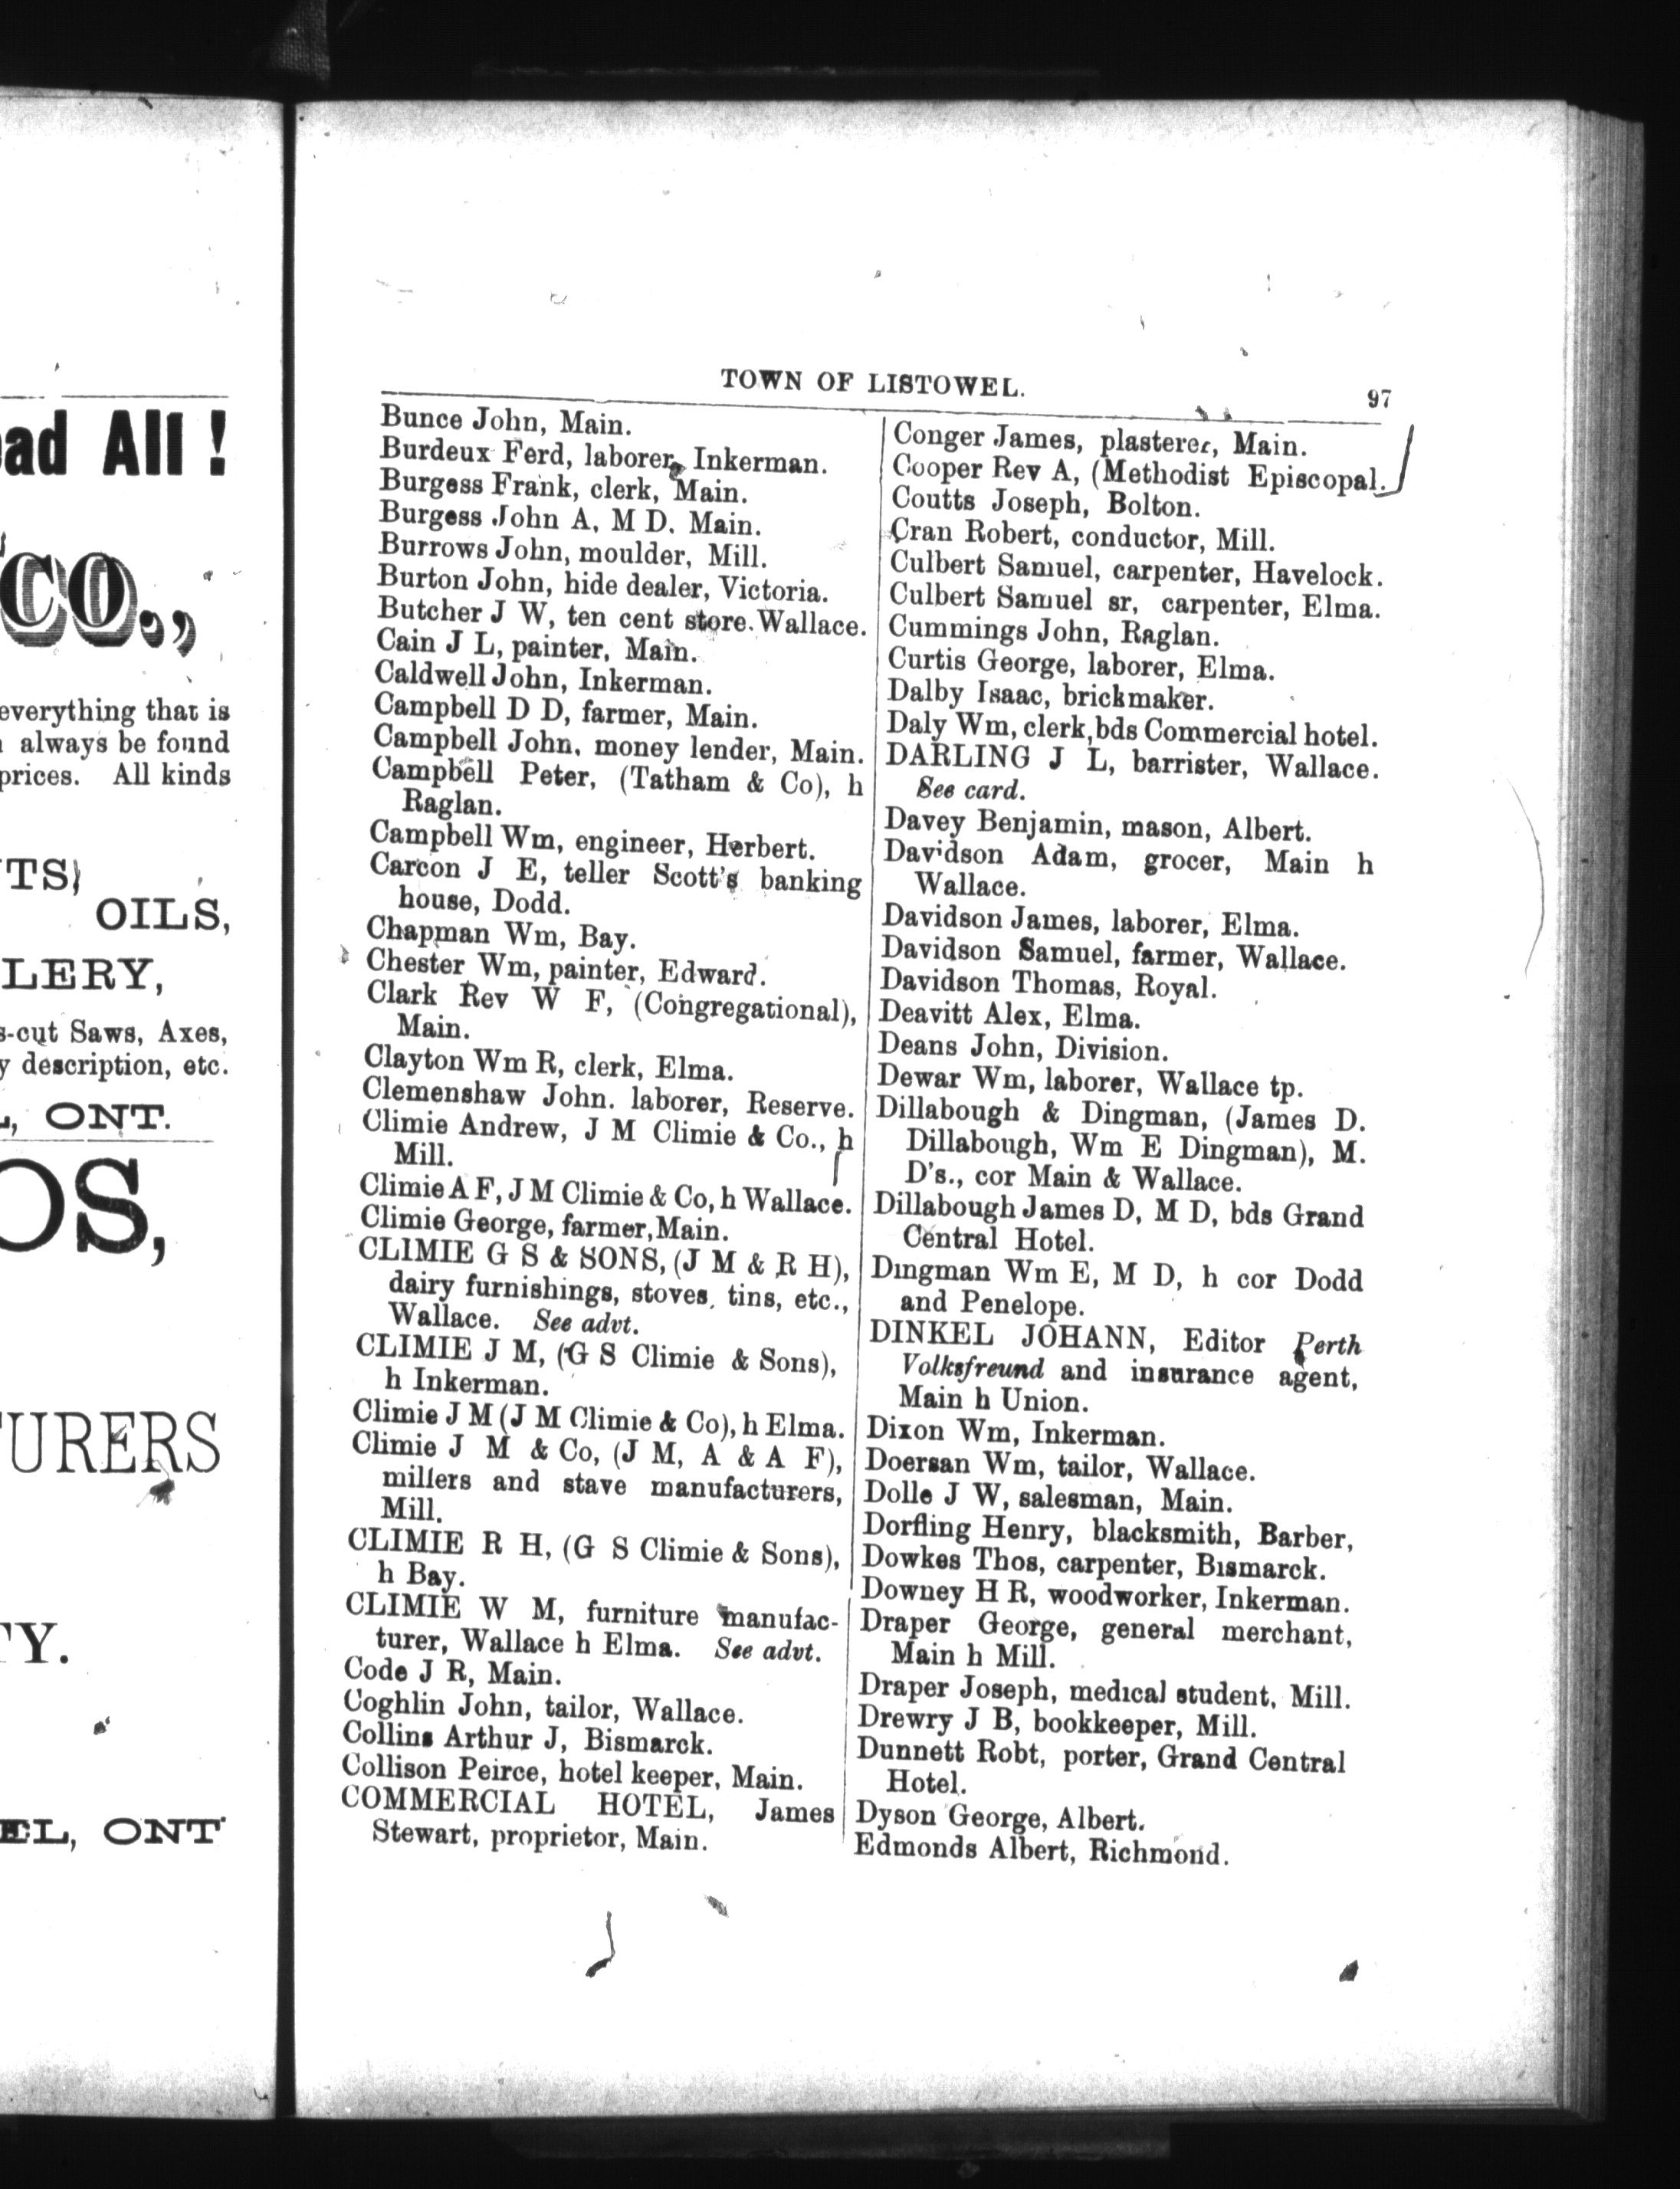 ad All !
CO.,
everything that is
always be found
prices. All kinds
TS,
OILS,
LERY,
s-cut Saws, Axes,
y description, etc.
ONT.
OS,
URERS
TY.
EL, ONT
TOWN OF LISTOWEL.
97
Bunce John, Main.
Burdeux Ferd, laborer, Inkerman.
Burgess Frank, clerk, Main.
Burgess John A, M D. Main.
Burrows John, moulder, Mill.
Burton John, hide dealer, Victoria.
Butcher J W, ten cent store. Wallace.
Cain J L, painter, Main.
Caldwell John, Inkerman.
Campbell D D, farmer, Main.
Campbell John, money lender, Main.
Campbell Peter, (Tatham & Co), h
Raglan.
Campbell Wm, engineer, Herbert.
Carcon J E, teller Scott's banking
house, Dodd.
Chapman Wm, Bay.
Chester Wm, painter, Edward.
Clark Rev W F, (Congregational),
Main.
Clayton Wm R, clerk, Elma.
Clemenshaw John. laborer, Reserve.
Climie Andrew, J M Climie & Co., h
Mill.
Climie A F, J M Climie & Co, h Wallace.
Climie George, farmer, Main.
CLIMIE G S & SONS, (J M & R H),
dairy furnishings, stoves, tins, etc.,
Wallace. See advt.
CLIMIE J M, (G S Climie & Sons),
h Inkerman.
Climie J M (J M Climie & Co), h Elma.
Climie J M & Co, (J M, A & A F),
millers and stave manufacturers,
Mill.
CLIMIE R H, (G S Climie & Sons),
h Bay.
CLIMIE W M, furniture manufac-
turer, Wallace h Elma. See advt.
Code J R, Main.
Coghlin John, tailor, Wallace.
Collins Arthur J, Bismarck.
Collison Peirce, hotel keeper, Main.
COMMERCIAL HOTEL, James
Stewart, proprietor, Main.
Conger James, plasterer, Main.
Cooper Rev A, (Methodist Episcopal.
Coutts Joseph, Bolton.
Cran Robert, conductor, Mill.
Culbert Samuel, carpenter, Havelock.
Culbert Samuel sr, carpenter, Elma.
Cummings John, Raglan.
Curtis George, laborer, Elma.
Dalby Isaac, brickmaker.
Daly Wm, clerk, bds Commercial hotel.
DARLING J L, barrister, Wallace.
See card.
Davey Benjamin, mason, Albert.
Davidson Adam, grocer, Main h
Wallace.
Davidson James, laborer, Elma.
Davidson Samuel, farmer, Wallace.
Davidson Thomas, Royal.
Deavitt Alex, Elma.
Deans John, Division.
Dewar Wm, laborer, Wallace tp.
Dillabough & Dingman, (James D.
Dillabough, Wm E Dingman), M.
D's., cor Main & Wallace.
Dillabough James D, M D, bds Grand
Central Hotel.
Dingman Wm E, M D, h cor Dodd
and Penelope.
DINKEL JOHANN, Editor Perth
Volksfreund and insurance agent,
Main h Union.
Dixon Wm, Inkerman.
Doersan Wm, tailor, Wallace.
Dolle J W, salesman, Main.
Dorfling Henry, blacksmith, Barber,
Dowkes Thos, carpenter, Bismarck.
Downey H R, woodworker, Inkerman.
Draper George, general merchant,
Main h Mill.
Draper Joseph, medical student, Mill.
Drewry J B, bookkeeper, Mill.
Dunnett Robt, porter, Grand Central
Hotel.
Dyson George, Albert.
Edmonds Albert, Richmond.